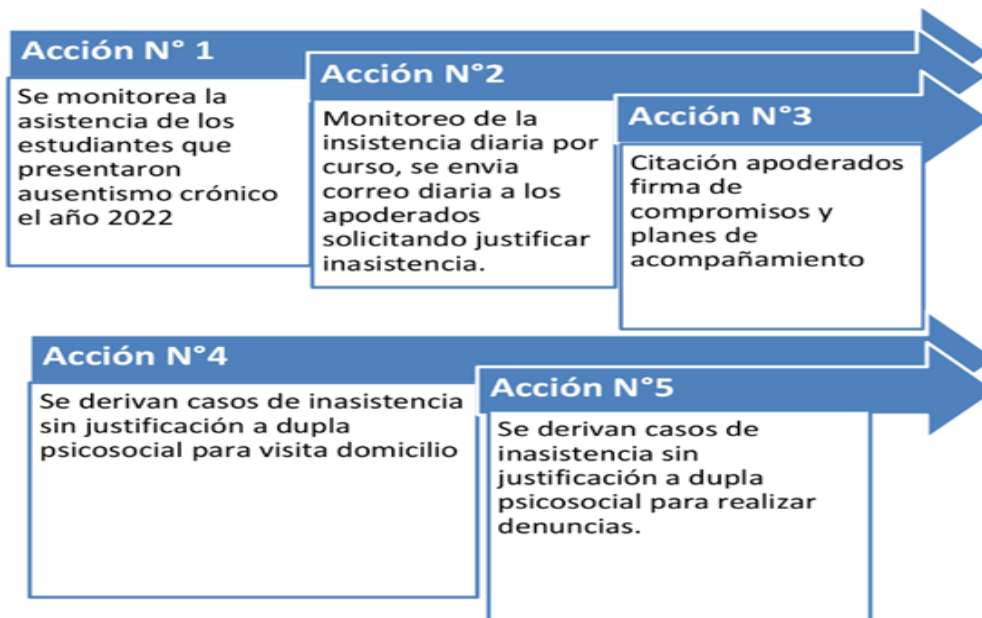 Acción N° 1
Se monitorea la
asistencia de los
estudiantes que
presentaron
ausentismo crónico
el año 2022
Acción N°2
Monitoreo de la
insistencia diaria por
curso, se envia
correo diaria a los
apoderados
solicitando justificar
inasistencia.
Acción N°3
Citación apoderados
firma de
compromisos y
planes de
acompañamiento
Acción N°4
Se derivan casos de inasistencia
sin justificación a dupla
psicosocial para visita domicilio
Acción N°5
Se derivan casos de
inasistencia sin
justificación a dupla
psicosocial para realizar
denuncias.